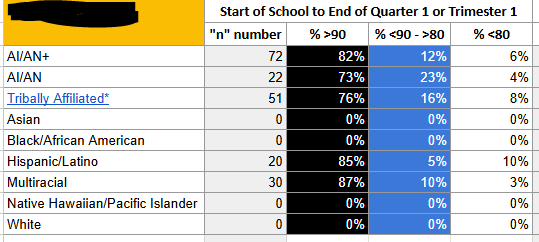 Start of School to End of Quarter 1 or Trimester 1
"n" number % >90 % <90 - >80 % <80
AI/AN+ 72 82% 12% 6%
AI/AN 22 73% 23% 4%
Tribally Affiliated* 51 76% 16% 8%
Asian 0 0% 0% 0%
Black/African American 0 0% 0% 0%
Hispanic/Latino 20 85% 5% 10%
Multiracial 30 87% 10% 3%
Native Hawaiian/Pacific Islander 0 0% 0% 0%
White 0 0% 0% 0%